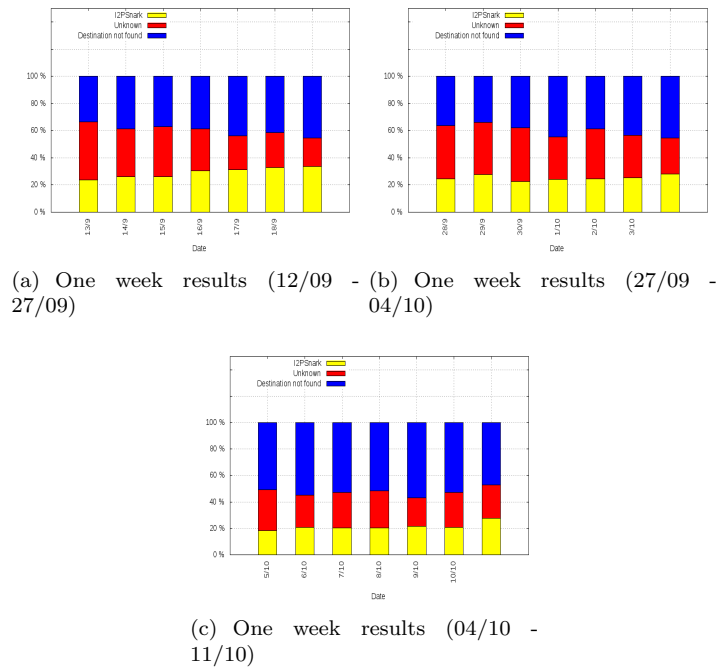 I2PSnark
Unknown
Destination not found
100 %
80 %
60 %
40 %
20 %
0 %
13/9
14/9
15/9
16/9
17/9
18/9
Date
(a) One week results (12/09 -
27/09)
I2PSnark
Unknown
Destination not found
100 %
80 %
60 %
40 %
20 %
0 %
28/9
29/9
30/9
1/10
2/10
3/10
Date
(b) One week results (27/09 -
04/10)
I2PSnark
Unknown
Destination not found
100 %
80 %
60 %
40 %
20 %
0 %
5/10
6/10
7/10
8/10
9/10
10/10
Date
(c) One week results (04/10 -
11/10)